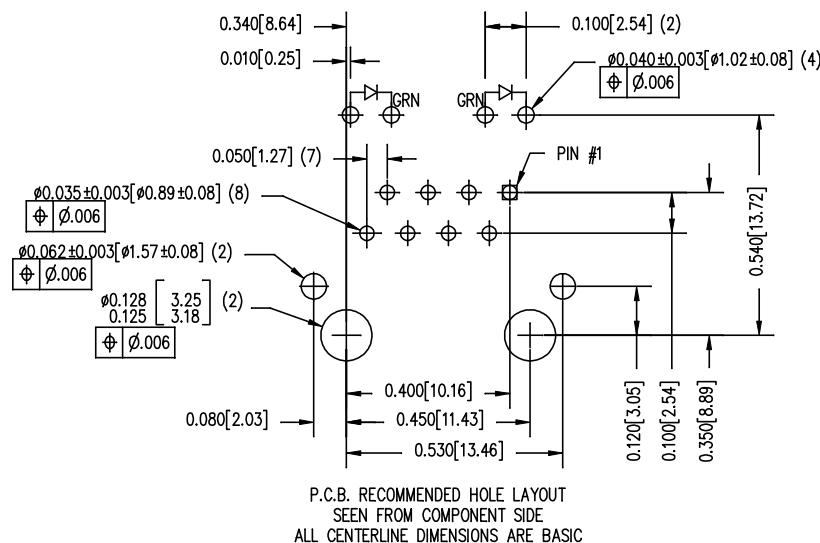 0.340[8.64]
0.100[2.54] (2)
0.010[0.25]
ø0.040±0.003[ø1.02±0.08] (4)
⌖ Ø.006
GRN
GRN
0.050[1.27] (7)
PIN #1
ø0.035±0.003[ø0.89±0.08] (8)
⌖ Ø.006
ø0.062±0.003[ø1.57±0.08] (2)
⌖ Ø.006
ø0.128 [3.25] (2)
0.125 [3.18]
⌖ Ø.006
0.540[13.72]
0.400[10.16]
0.080[2.03]
0.450[11.43]
0.530[13.46]
0.120[3.05]
0.100[2.54]
0.350[8.89]
P.C.B. RECOMMENDED HOLE LAYOUT
SEEN FROM COMPONENT SIDE
ALL CENTERLINE DIMENSIONS ARE BASIC